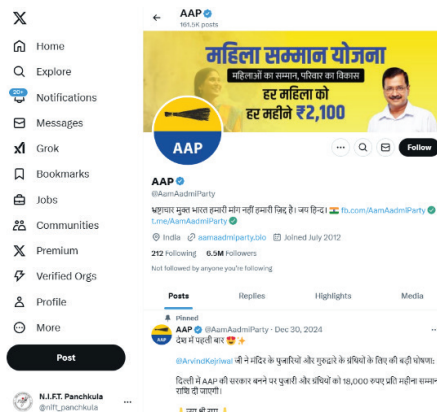 Home
Explore
20+
Notifications
Messages
Grok
Bookmarks
Jobs
Communities
Premium
Verified Orgs
Profile
More
Post
N.I.F.T. Panchkula
@nift_panchkula
AAP
161.5K posts
महिला सम्मान योजना
महिलाओं का सम्मान, परिवार का विकास
हर महिला को
हर महीने ₹2,100
AAP
Follow
AAP
@AamAadmiParty
भ्रष्टाचार मुक्त भारत हमारी मांग नहीं हमारी ज़िद्द है। जय हिन्द। fb.com/AamAadmiParty
t.me/AamAadmiParty
India aamaadmiparty.bio Joined July 2012
212 Following 6.5M Followers
Not followed by anyone you're following
Posts Replies Highlights Media
Pinned
AAP @AamAadmiParty · Dec 30, 2024
देश में पहली बार
@ArvindKejriwal जी ने मंदिर के पुजारियों और गुरुद्वारे के ग्रंथियों के लिए की बड़ी घोषणा:
दिल्ली में AAP की सरकार बनने पर पुजारी और ग्रंथियों को 18,000 रुपए प्रति महीना सम्मान
राशि दी जाएगी।